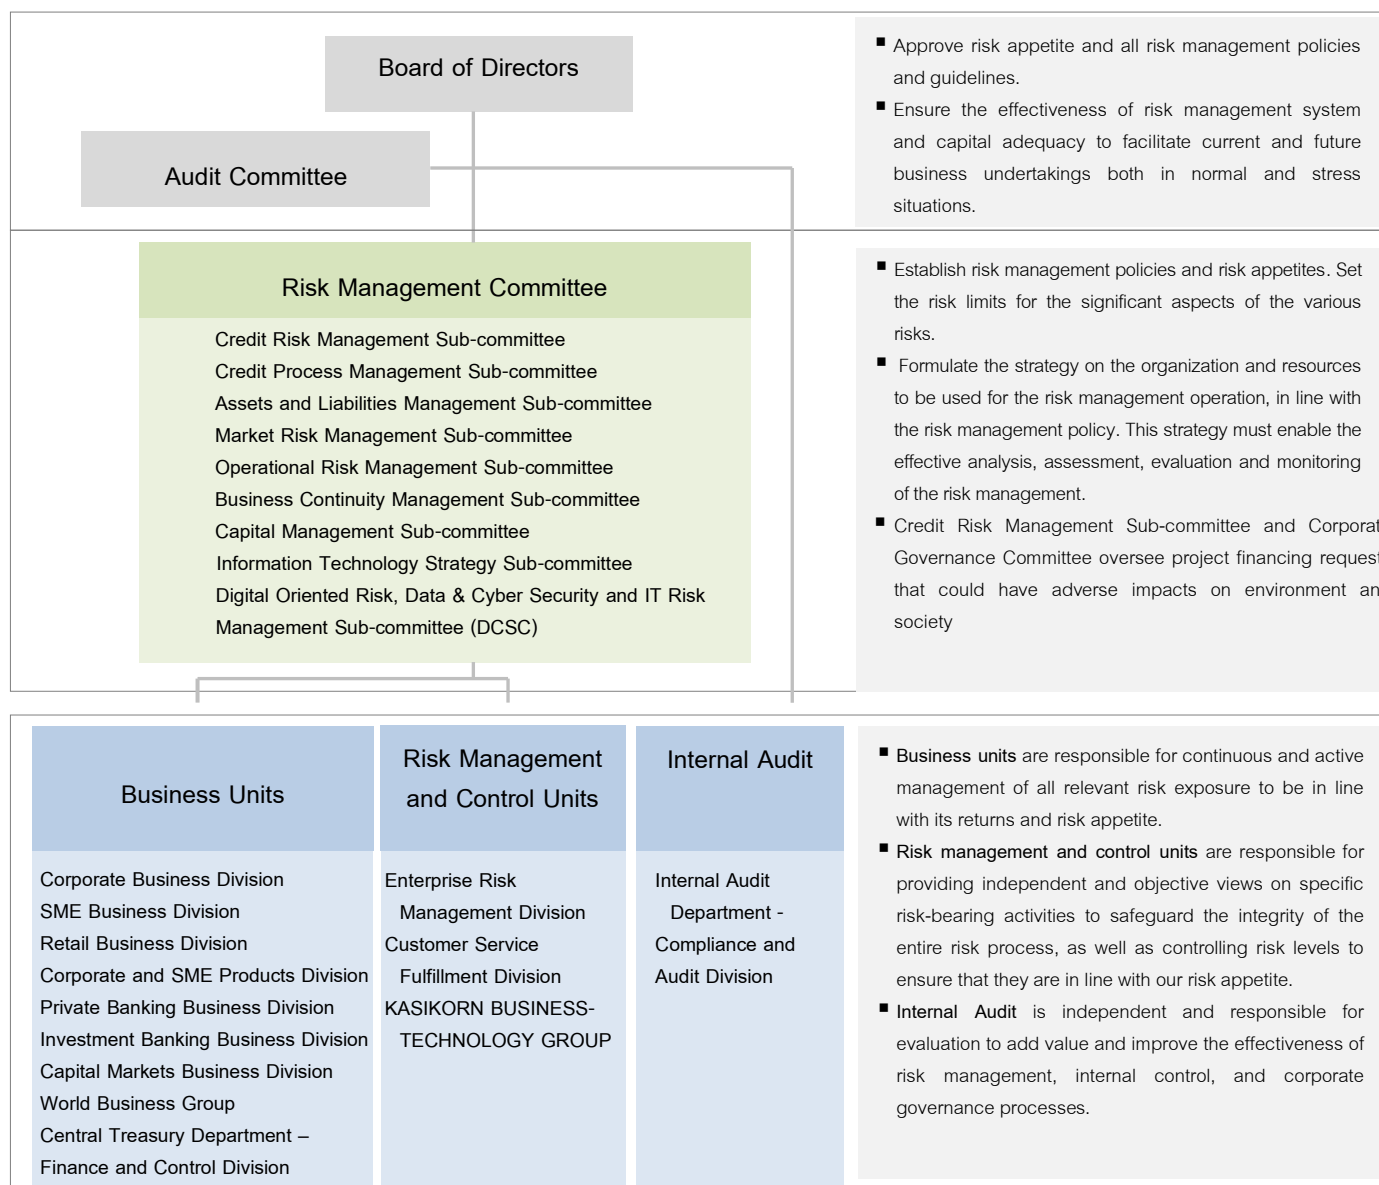 Board of Directors
Audit Committee
■ Approve risk appetite and all risk management policies
and guidelines.
■ Ensure the effectiveness of risk management system
and capital adequacy to facilitate current and future
business undertakings both in normal and stress
situations.
Risk Management Committee
Credit Risk Management Sub-committee
Credit Process Management Sub-committee
Assets and Liabilities Management Sub-committee
Market Risk Management Sub-committee
Operational Risk Management Sub-committee
Business Continuity Management Sub-committee
Capital Management Sub-committee
Information Technology Strategy Sub-committee
Digital Oriented Risk, Data & Cyber Security and IT Risk
Management Sub-committee (DCSC)
■ Establish risk management policies and risk appetites. Set
the risk limits for the significant aspects of the various
risks.
■ Formulate the strategy on the organization and resources
to be used for the risk management operation, in line with
the risk management policy. This strategy must enable the
effective analysis, assessment, evaluation and monitoring
of the risk management.
■ Credit Risk Management Sub-committee and Corporat
Governance Committee oversee project financing request
that could have adverse impacts on environment an
society
Business Units
Corporate Business Division
SME Business Division
Retail Business Division
Corporate and SME Products Division
Private Banking Business Division
Investment Banking Business Division
Capital Markets Business Division
World Business Group
Central Treasury Department –
Finance and Control Division
Risk Management
and Control Units
Enterprise Risk
Management Division
Customer Service
Fulfillment Division
KASIKORN BUSINESS-
TECHNOLOGY GROUP
Internal Audit
Internal Audit
Department -
Compliance and
Audit Division
■ Business units are responsible for continuous and active
management of all relevant risk exposure to be in line
with its returns and risk appetite.
■ Risk management and control units are responsible for
providing independent and objective views on specific
risk-bearing activities to safeguard the integrity of the
entire risk process, as well as controlling risk levels to
ensure that they are in line with our risk appetite.
■ Internal Audit is independent and responsible for
evaluation to add value and improve the effectiveness of
risk management, internal control, and corporate
governance processes.